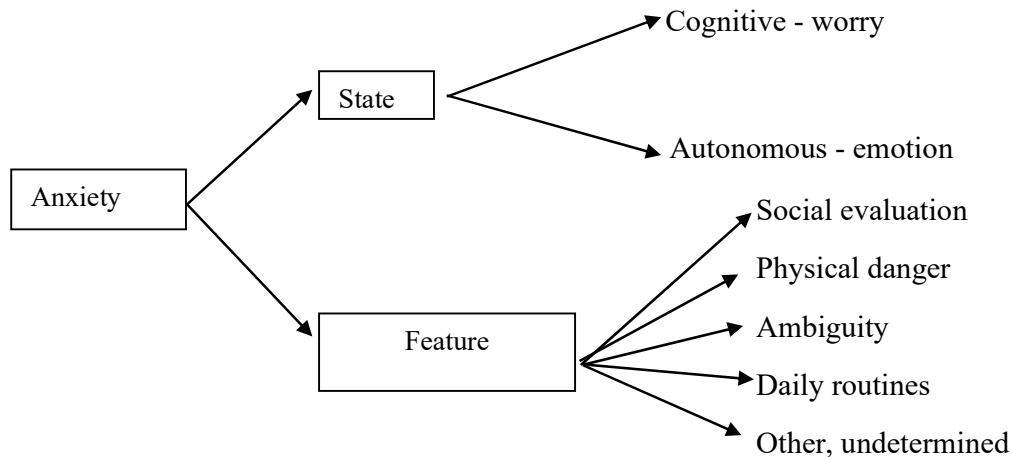 Cognitive - worry
State
Autonomous - emotion
Anxiety
Social evaluation
Physical danger
Ambiguity
Feature
Daily routines
Other, undetermined